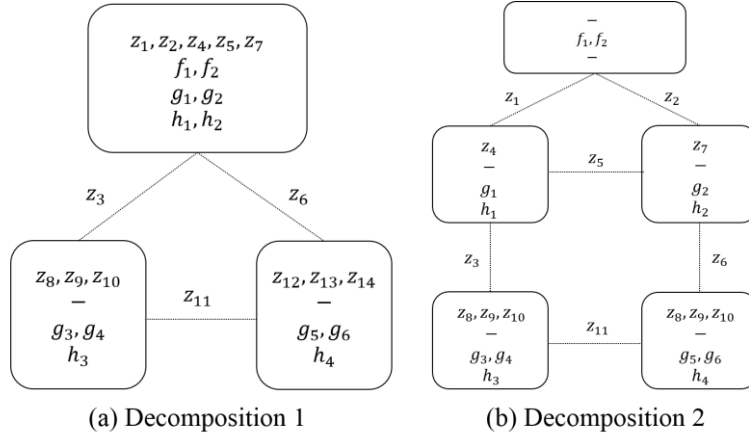 z₁, z₂, z₄, z₅, z₇
f₁, f₂
g₁, g₂
h₁, h₂
z₃
z₆
z₈, z₉, z₁₀
–
g₃, g₄
h₃
z₁₁
z₁₂, z₁₃, z₁₄
–
g₅, g₆
h₄
(a) Decomposition 1
–
f₁, f₂
–
z₁
z₂
z₄
–
g₁
h₁
z₅
z₇
–
g₂
h₂
z₃
z₆
z₈, z₉, z₁₀
–
g₃, g₄
h₃
z₁₁
z₈, z₉, z₁₀
–
g₅, g₆
h₄
(b) Decomposition 2